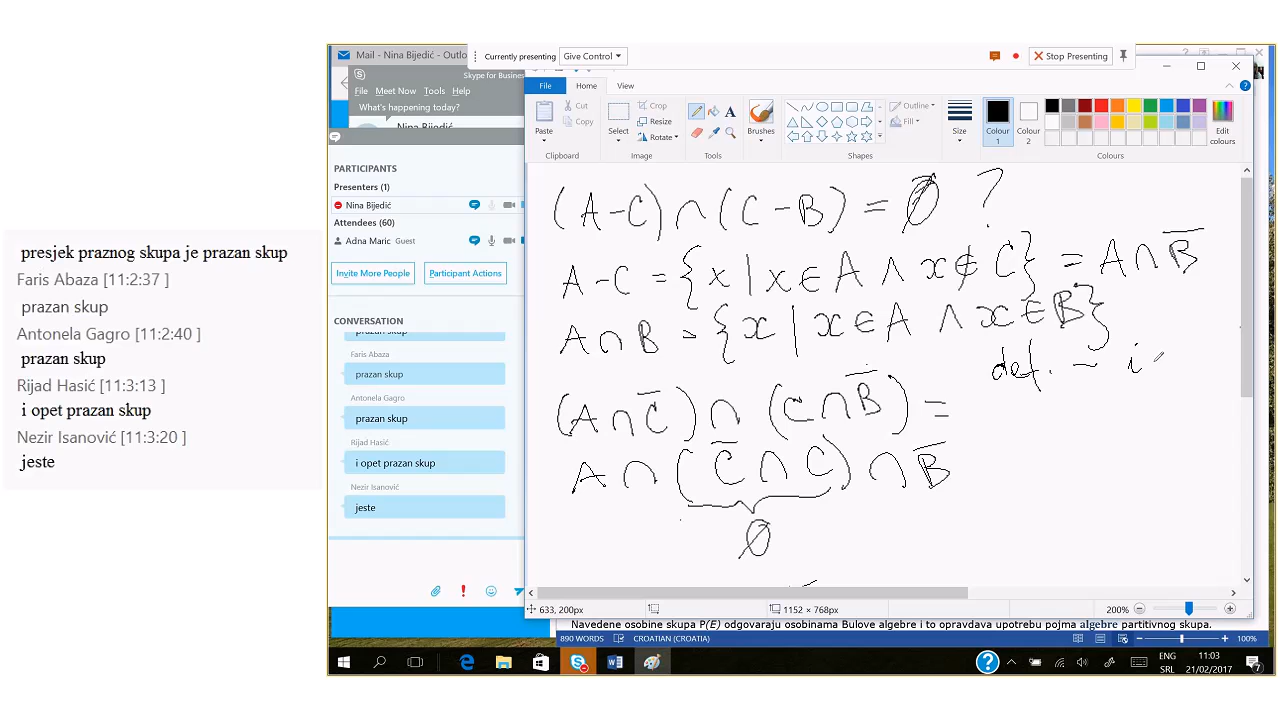 presjek praznog skupa je prazan skup
Faris Abaza [11:2:37]
prazan skup
Antonela Gagro [11:2:40]
prazan skup
Rijad Hasić [11:3:13]
i opet prazan skup
Nezir Isanović [11:3:20]
jeste
Mail - Nina Bijedić - Outlo
Skype for Business
File Meet Now Tools Help
What's happening today?
Nina Bijedić
PARTICIPANTS
Presenters (1)
Nina Bijedić
Attendees (60)
Adna Maric Guest
Invite More People Participant Actions
CONVERSATION
prazan skup
Faris Abaza
prazan skup
Antonela Gagro
prazan skup
Rijad Hasić
i opet prazan skup
Nezir Isanović
jeste
Currently presenting Give Control Stop Presenting
File Home View
Paste Cut Copy
Clipboard
Select Crop Resize Rotate
Image
A
Tools
Brushes
Shapes
Outline
Fill
Size
Colour 1
Colour 2
Edit colours
Colours
(A-C)∩(C-B)=∅ ?
A-C={x|x∈A∧x∉C}=A∩B̅
A∩B={x|x∈A∧x∈B}
def. - i
(A∩C̅)∩(C∩B̅)=
A∩(C̅∩C)∩B̅
∅
633, 200px 1152 × 768px 200%
Navedene osobine skupa P(E) odgovaraju osobinama Bulove algebre i to opravdava upotrebu pojma algebre partitivnog skupa.
890 WORDS CROATIAN (CROATIA) 100%
ENG SRL 11:03 21/02/2017 7